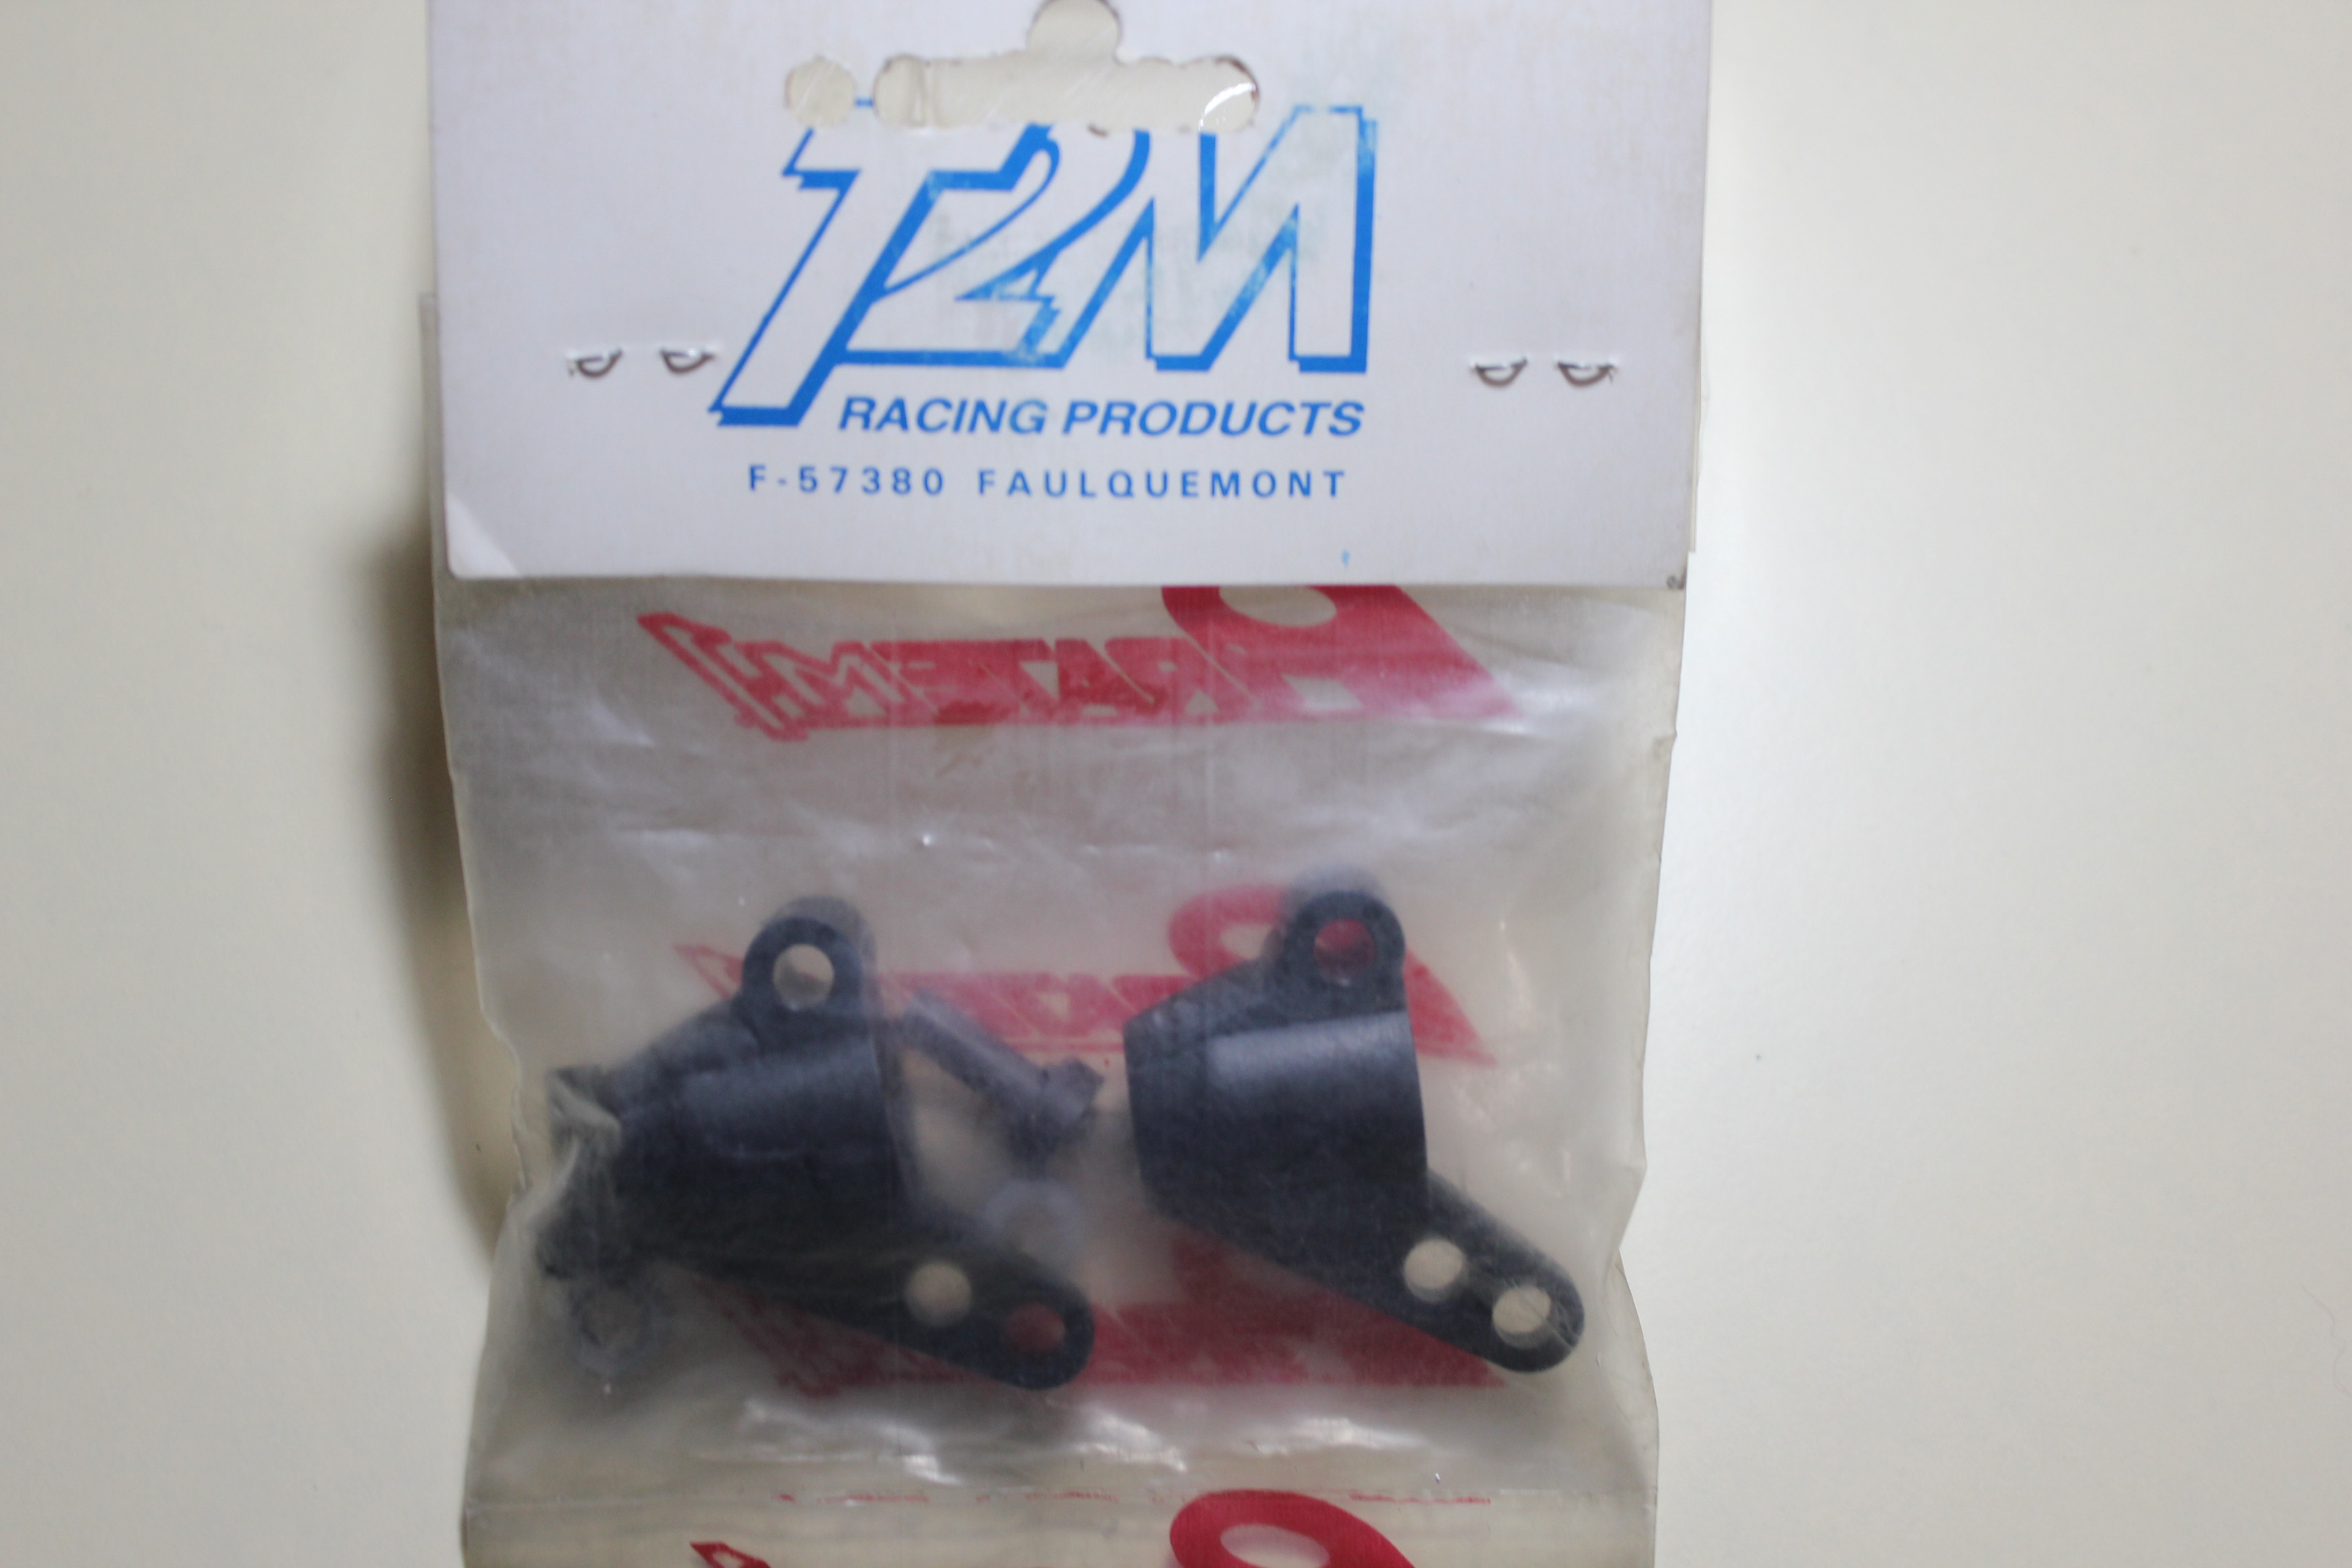 T2M
RACING PRODUCTS
F-57380 FAULQUEMONT